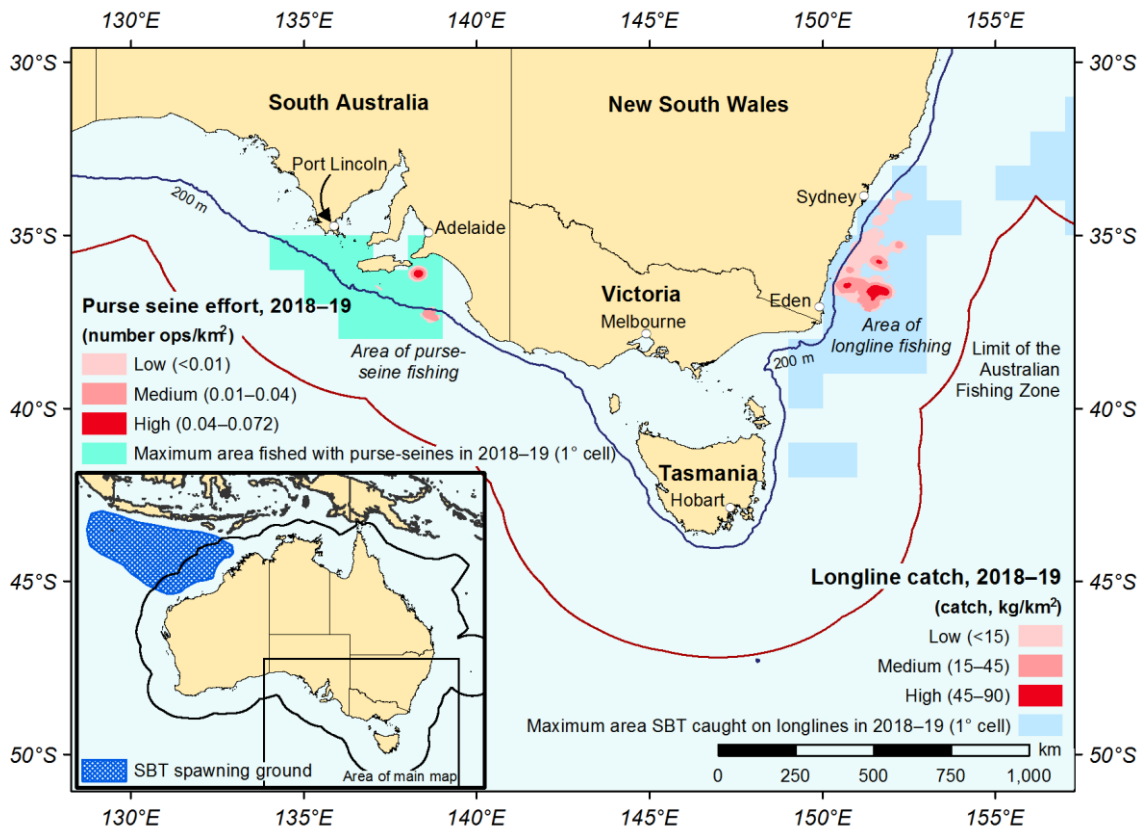 130°E 135°E 140°E 145°E 150°E 155°E
30°S 30°S
South Australia
New South Wales
Port Lincoln
200 m
Sydney
35°S 35°S
Adelaide
Purse seine effort, 2018–19
(number ops/km²)
Low (<0.01)
Medium (0.01–0.04)
High (0.04–0.072)
Maximum area fished with purse-seines in 2018–19 (1° cell)
Area of purse-
seine fishing
Victoria
Melbourne
Eden
Area of
longline fishing
200 m
Limit of the
Australian
Fishing Zone
40°S 40°S
Tasmania
Hobart
45°S 45°S
Longline catch, 2018–19
(catch, kg/km²)
Low (<15)
Medium (15–45)
High (45–90)
Maximum area SBT caught on longlines in 2018–19 (1° cell)
km
0 250 500 750 1,000
50°S 50°S
SBT spawning ground
Area of main map
130°E 135°E 140°E 145°E 150°E 155°E